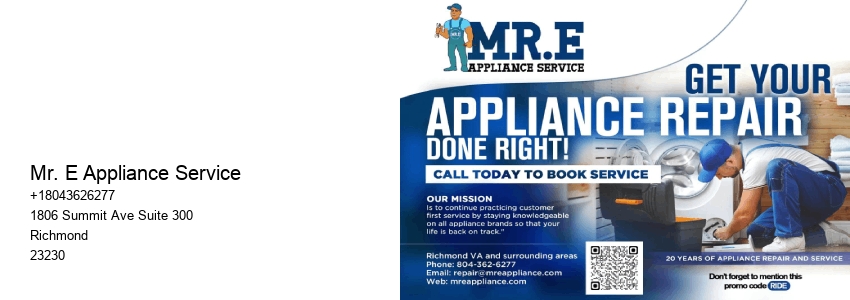 Mr. E Appliance Service
+18043626277
1806 Summit Ave Suite 300
Richmond
23230
MR.E
APPLIANCE SERVICE
GET YOUR
APPLIANCE REPAIR
DONE RIGHT!
CALL TODAY TO BOOK SERVICE
OUR MISSION
Is to continue practicing customer
first service by staying knowledgeable
on all appliance brands so that your
life is back on track."
Richmond VA and surrounding areas
Phone: 804-362-6277
Email: repair@mreappliance.com
Web: mreappliance.com
20 YEARS OF APPLIANCE REPAIR AND SERVICE
Don't forget to mention this
promo code RIDE